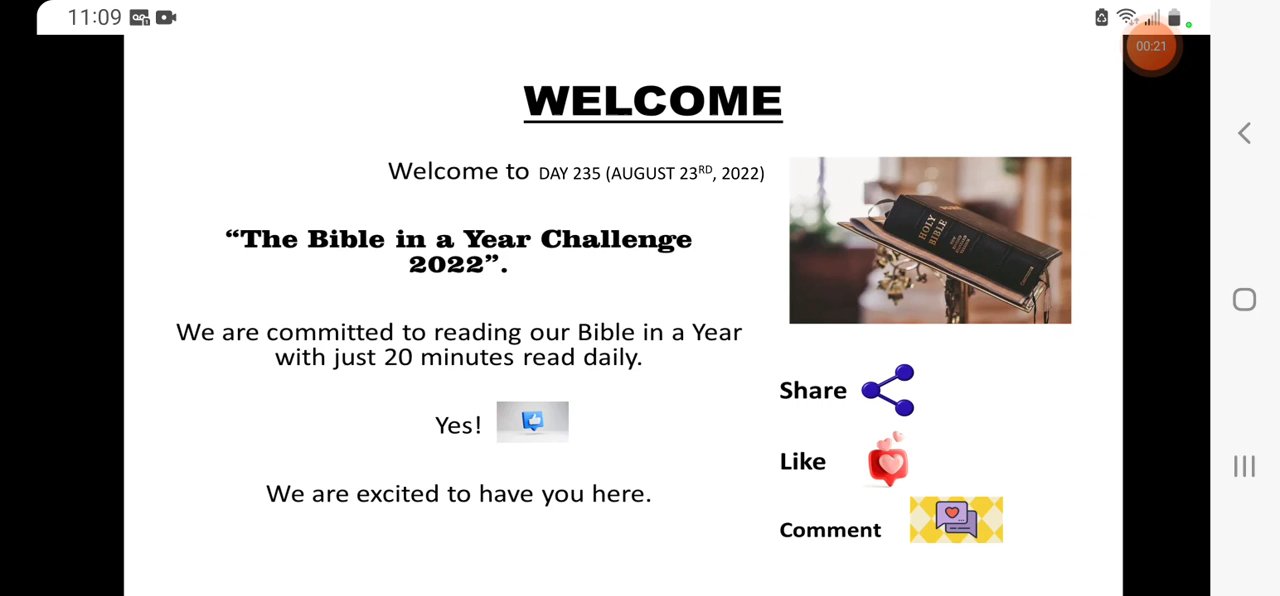 11:09
00:21
WELCOME
Welcome to DAY 235 (AUGUST 23RD, 2022)
“The Bible in a Year Challenge
2022”.
We are committed to reading our Bible in a Year
with just 20 minutes read daily.
Yes!
We are excited to have you here.
HOLY
BIBLE
Share
Like
Comment